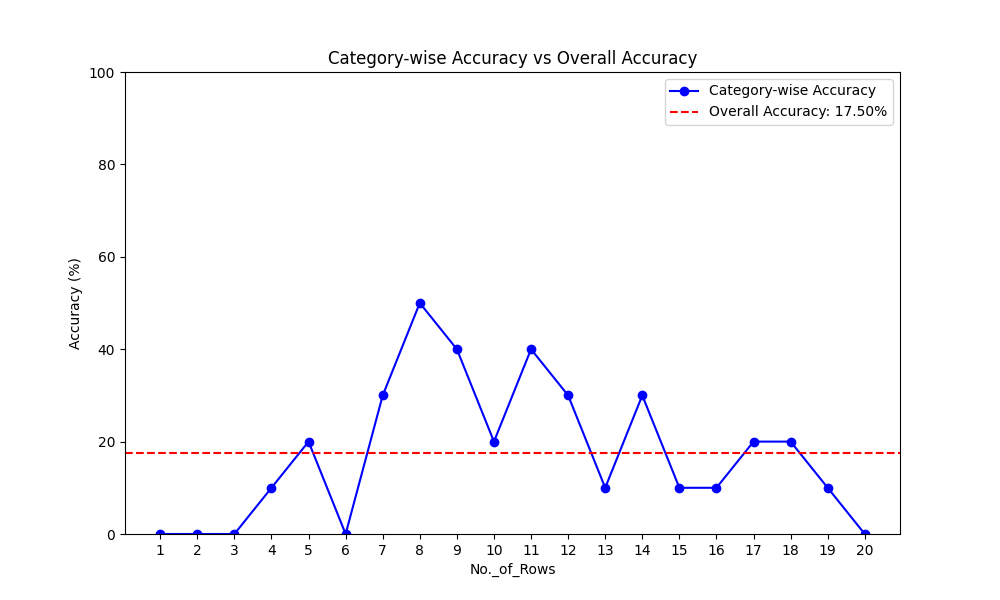 Category-wise Accuracy vs Overall Accuracy
Category-wise Accuracy
Overall Accuracy: 17.50%
100
80
60
40
20
0
Accuracy (%)
1 2 3 4 5 6 7 8 9 10 11 12 13 14 15 16 17 18 19 20
No._of_Rows